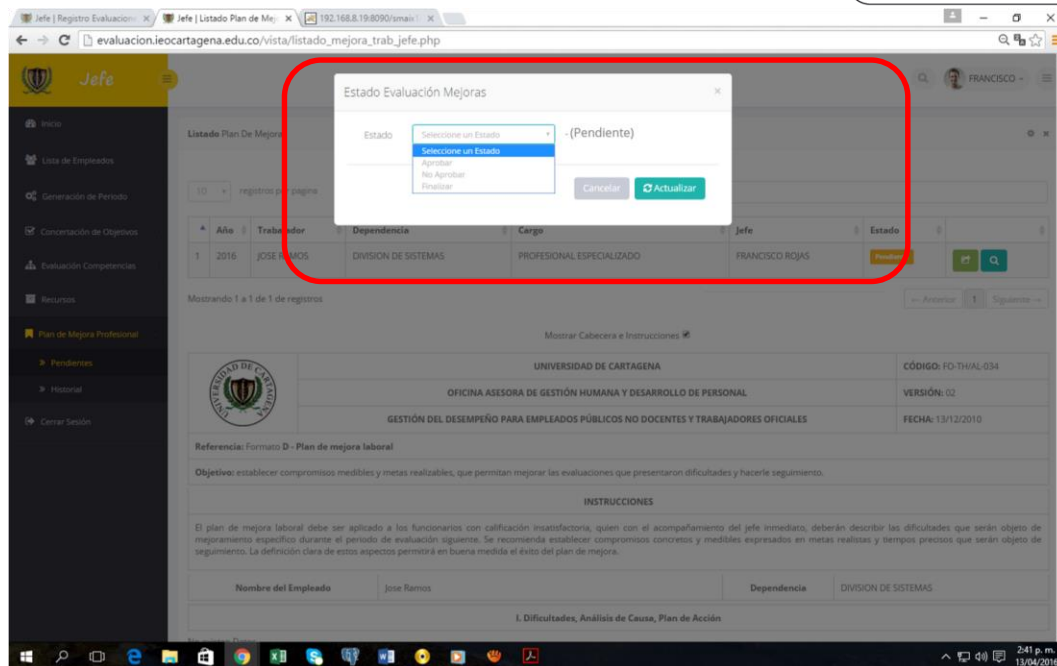 Jefe | Registro Evaluacion
Jefe | Listado Plan de Mej
192.168.8.19:8090/smaix1
evaluacion.ieocartagena.edu.co/vista/listado_mejora_trab_jefe.php
Jefe
FRANCISCO
Estado Evaluación Mejoras
Estado Seleccione un Estado - (Pendiente)
Seleccione un Estado
Aprobar
No Aprobar
Finalizar
Cancelar Actualizar
Inicio
Lista de Empleados
Generación de Periodo
Concertación de Objetivos
Evaluación Competencias
Recursos
Plan de Mejora Profesional
Pendientes
Historial
Cerrar Sesión
Listado Plan De Mejora
10 registros por pagina
Año Trabajador Dependencia Cargo Jefe Estado
1 2016 JOSE RAMOS DIVISION DE SISTEMAS PROFESIONAL ESPECIALIZADO FRANCISCO ROJAS Pendiente
Mostrando 1 a 1 de 1 de registros
← Anterior 1 Siguiente →
Mostrar Cabecera e Instrucciones
UNIVERSIDAD DE CARTAGENA
UNIVERSIDAD DE CARTAGENA CÓDIGO: FO-TH/AL-034
OFICINA ASESORA DE GESTIÓN HUMANA Y DESARROLLO DE PERSONAL VERSIÓN: 02
GESTIÓN DEL DESEMPEÑO PARA EMPLEADOS PÚBLICOS NO DOCENTES Y TRABAJADORES OFICIALES FECHA: 13/12/2010
Referencia: Formato D - Plan de mejora laboral
Objetivo: establecer compromisos medibles y metas realizables, que permitan mejorar las evaluaciones que presentaron dificultades y hacerle seguimiento.
INSTRUCCIONES
El plan de mejora laboral debe ser aplicado a los funcionarios con calificación insatisfactoria, quien con el acompañamiento del jefe inmediato, deberán describir las dificultades que serán objeto de
mejoramiento específico durante el periodo de evaluación siguiente. Se recomienda establecer compromisos concretos y medibles expresados en metas realistas y tiempos precisos que serán objeto de
seguimiento. La definición clara de estos aspectos permitirá en buena medida el éxito del plan de mejora.
Nombre del Empleado Jose Ramos Dependencia DIVISION DE SISTEMAS
I. Dificultades, Análisis de Causa, Plan de Acción
2:41 p. m.
13/04/2016